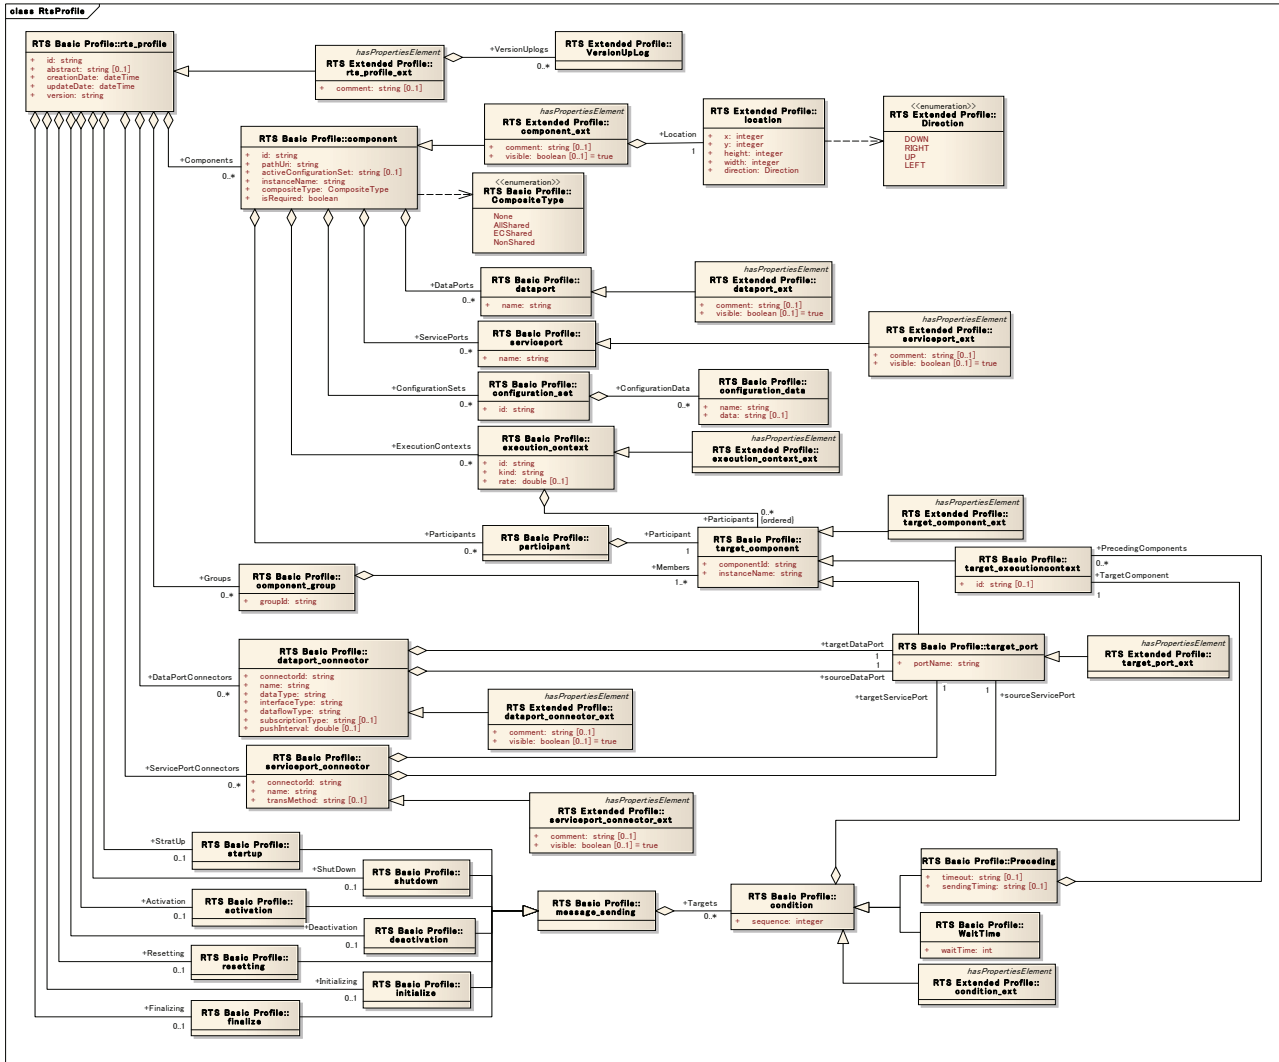 class RtsProfile
RTS Basic Profile::rts_profile
+ id: string
+ abstract: string [0..1]
+ creationDate: dateTime
+ updateDate: dateTime
+ version: string
hasPropertiesElement
RTS Extended Profile::
rts_profile_ext
+ comment: string [0..1]
+VersionUplogs
0..*
RTS Extended Profile::
VersionUpLog
+Components
0..*
RTS Basic Profile::component
+ id: string
+ pathUri: string
+ activeConfigurationSet: string [0..1]
+ instanceName: string
+ compositeType: CompositeType
+ isRequired: boolean
hasPropertiesElement
RTS Extended Profile::
component_ext
+ comment: string [0..1]
+ visible: boolean [0..1] = true
+Location
1
RTS Extended Profile::
location
+ x: integer
+ y: integer
+ height: integer
+ width: integer
+ direction: Direction
<<enumeration>>
RTS Extended Profile::
Direction
DOWN
RIGHT
UP
LEFT
<<enumeration>>
RTS Basic Profile::
CompositeType
None
AllShared
ECShared
NonShared
+DataPorts
0..*
RTS Basic Profile::
dataport
+ name: string
hasPropertiesElement
RTS Extended Profile::
dataport_ext
+ comment: string [0..1]
+ visible: boolean [0..1] = true
+ServicePorts
0..*
RTS Basic Profile::
serviceport
+ name: string
hasPropertiesElement
RTS Extended Profile::
serviceport_ext
+ comment: string [0..1]
+ visible: boolean [0..1] = true
+ConfigurationSets
0..*
RTS Basic Profile::
configuration_set
+ id: string
+ConfigurationData
0..*
RTS Basic Profile::
configuration_data
+ name: string
+ data: string [0..1]
+ExecutionContexts
0..*
RTS Basic Profile::
execution_context
+ id: string
+ kind: string
+ rate: double [0..1]
hasPropertiesElement
RTS Extended Profile::
execution_context_ext
+Participants
0..*
{ordered}
+Participants
0..*
RTS Basic Profile::
participant
+Participant
1
RTS Basic Profile::
target_component
+ componentId: string
+ instanceName: string
hasPropertiesElement
RTS Extended Profile::
target_component_ext
RTS Basic Profile::
target_executioncontext
+ id: string [0..1]
+PrecedingComponents
0..*
+TargetComponent
1
+Groups
0..*
RTS Basic Profile::
component_group
+ groupId: string
+Members
1..*
+DataPortConnectors
0..*
RTS Basic Profile::
dataport_connector
+ connectorId: string
+ name: string
+ dataType: string
+ interfaceType: string
+ dataflowType: string
+ subscriptionType: string [0..1]
+ pushInterval: double [0..1]
+targetDataPort
1
1
+sourceDataPort
RTS Basic Profile::target_port
+ portName: string
hasPropertiesElement
RTS Extended Profile::
target_port_ext
+targetServicePort
1
1
+sourceServicePort
hasPropertiesElement
RTS Extended Profile::
dataport_connector_ext
+ comment: string [0..1]
+ visible: boolean [0..1] = true
+ServicePortConnectors
0..*
RTS Basic Profile::
serviceport_connector
+ connectorId: string
+ name: string
+ transMethod: string [0..1]
hasPropertiesElement
RTS Extended Profile::
serviceport_connector_ext
+ comment: string [0..1]
+ visible: boolean [0..1] = true
+StratUp
0..1
RTS Basic Profile::
startup
+ShutDown
0..1
RTS Basic Profile::
shutdown
+Activation
0..1
RTS Basic Profile::
activation
+Deactivation
0..1
RTS Basic Profile::
deactivation
+Resetting
0..1
RTS Basic Profile::
resetting
+Initializing
0..1
RTS Basic Profile::
initialize
+Finalizing
0..1
RTS Basic Profile::
finalize
RTS Basic Profile::
message_sending
+Targets
0..*
RTS Basic Profile::
condition
+ sequence: integer
RTS Basic Profile::Preceding
+ timeout: string [0..1]
+ sendingTiming: string [0..1]
RTS Basic Profile::
WaitTime
+ waitTime: int
hasPropertiesElement
RTS Extended Profile::
condition_ext